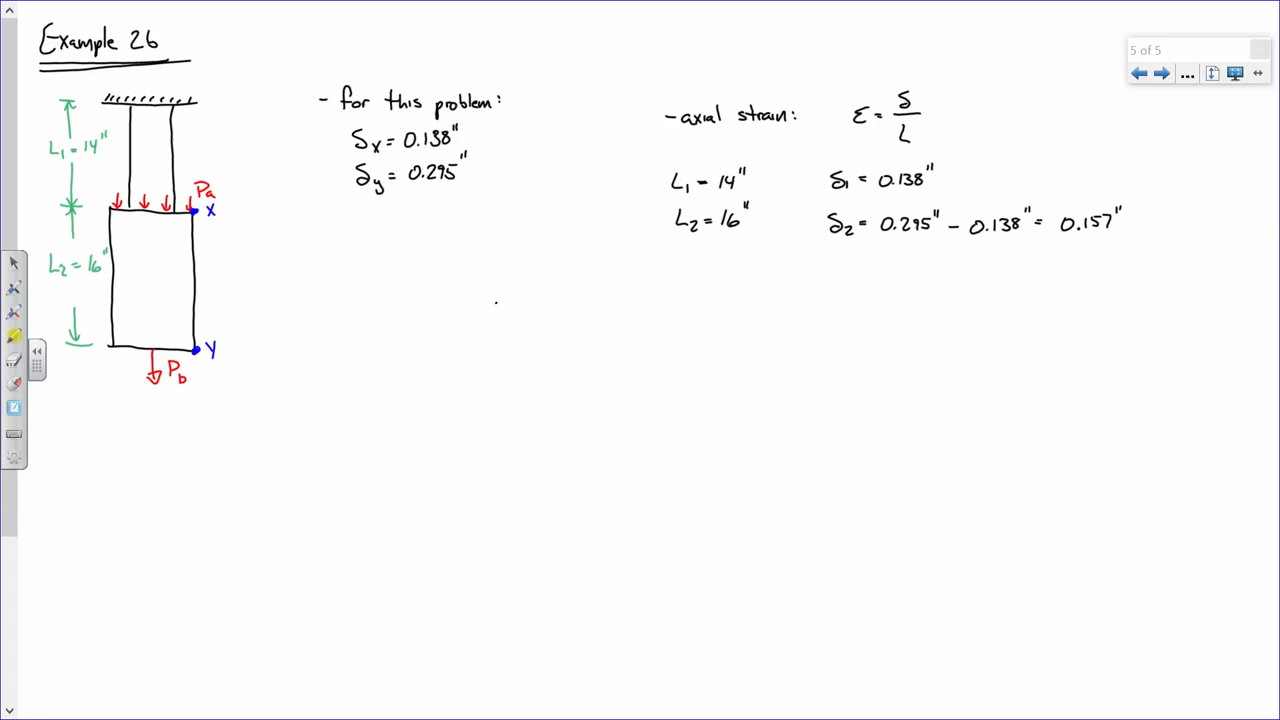 Example 26
5 of 5
- for this problem:
δx = 0.138"
δy = 0.295"
- axial strain: ε = δ / L
L1 = 14" δ1 = 0.138"
L2 = 16" δ2 = 0.295" - 0.138" = 0.157"
L1 = 14"
Pa
X
L2 = 16"
Y
Pb